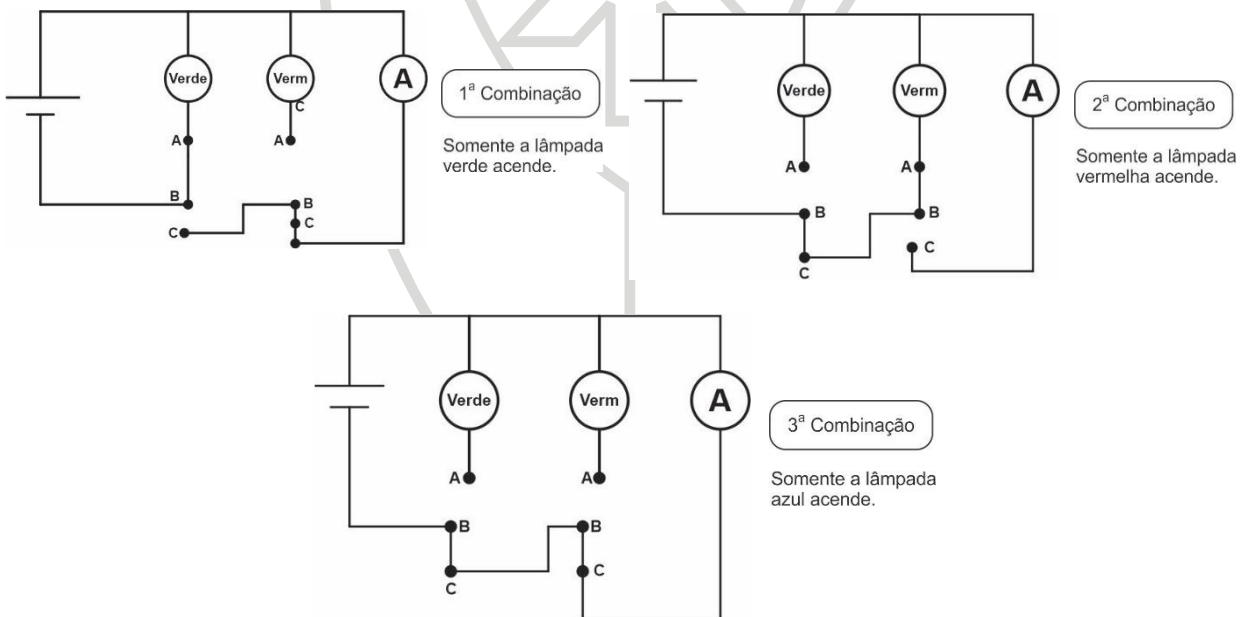 Verde
Verm
A
C
A
A
B
B
C
C
1ª Combinação
Somente a lâmpada
verde acende.
Verde
Verm
A
A
A
B
B
C
C
2ª Combinação
Somente a lâmpada
vermelha acende.
Verde
Verm
A
A
A
B
B
C
C
3ª Combinação
Somente a lâmpada
azul acende.